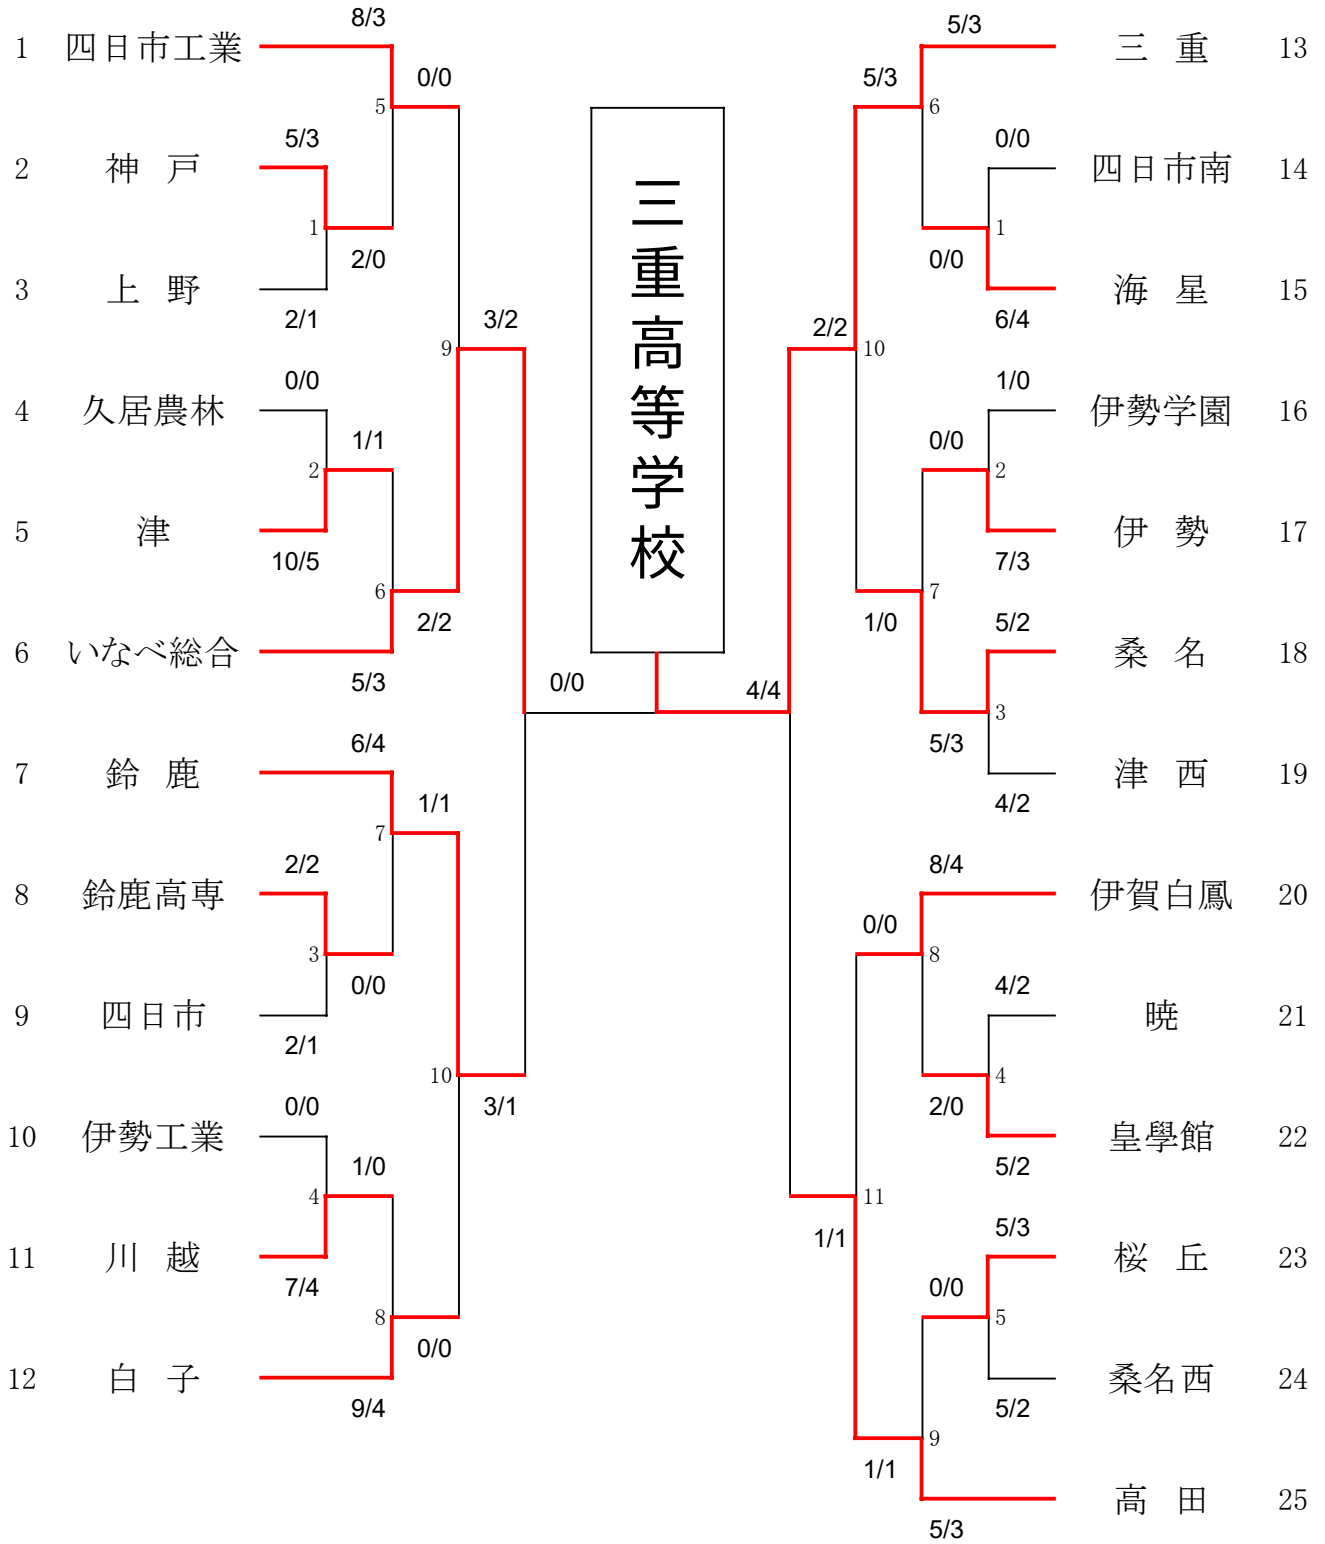 8/3
1 四日市工業
0/0
5
5/3
2 神 戸
1
2/0
3 上 野
2/1
3/2
9
0/0
4 久居農林
1/1
2
5 津
10/5
6
2/2
6 いなべ総合
5/3
0/0
6/4
7 鈴 鹿
1/1
7
2/2
8 鈴鹿高専
3
0/0
9 四日市
2/1
10
3/1
0/0
10 伊勢工業
1/0
4
11 川 越
7/4
8
0/0
12 白 子
9/4
三重高等学校
4/4
5/3
三 重 13
5/3
6
0/0
四日市南 14
1
0/0
海 星 15
6/4
2/2
10
1/0
伊勢学園 16
0/0
2
伊 勢 17
7/3
7
1/0
5/2
桑 名 18
3
5/3
津 西 19
4/2
8/4
伊賀白鳳 20
0/0
8
4/2
暁 21
4
2/0
皇學館 22
5/2
11
1/1
5/3
桜 丘 23
0/0
5
桑名西 24
5/2
9
1/1
高 田 25
5/3